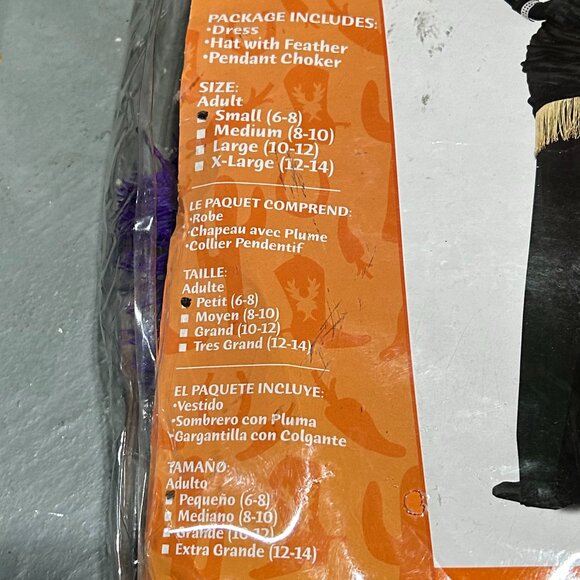 PACKAGE INCLUDES:
•Dress
•Hat with Feather
•Pendant Choker
SIZE:
Adult
Small (6-8)
Medium (8-10)
Large (10-12)
X-Large (12-14)
LE PAQUET COMPREND:
•Robe
•Chapeau avec Plume
•Collier Pendentif
TAILLE:
Adulte
Petit (6-8)
Moyen (8-10)
Grand (10-12)
Tres Grand (12-14)
EL PAQUETE INCLUYE:
•Vestido
•Sombrero con Pluma
•Gargantilla con Colgante
TAMAÑO:
Adulto
Pequeño (6-8)
Mediano (8-10)
Grande (10-12)
Extra Grande (12-14)